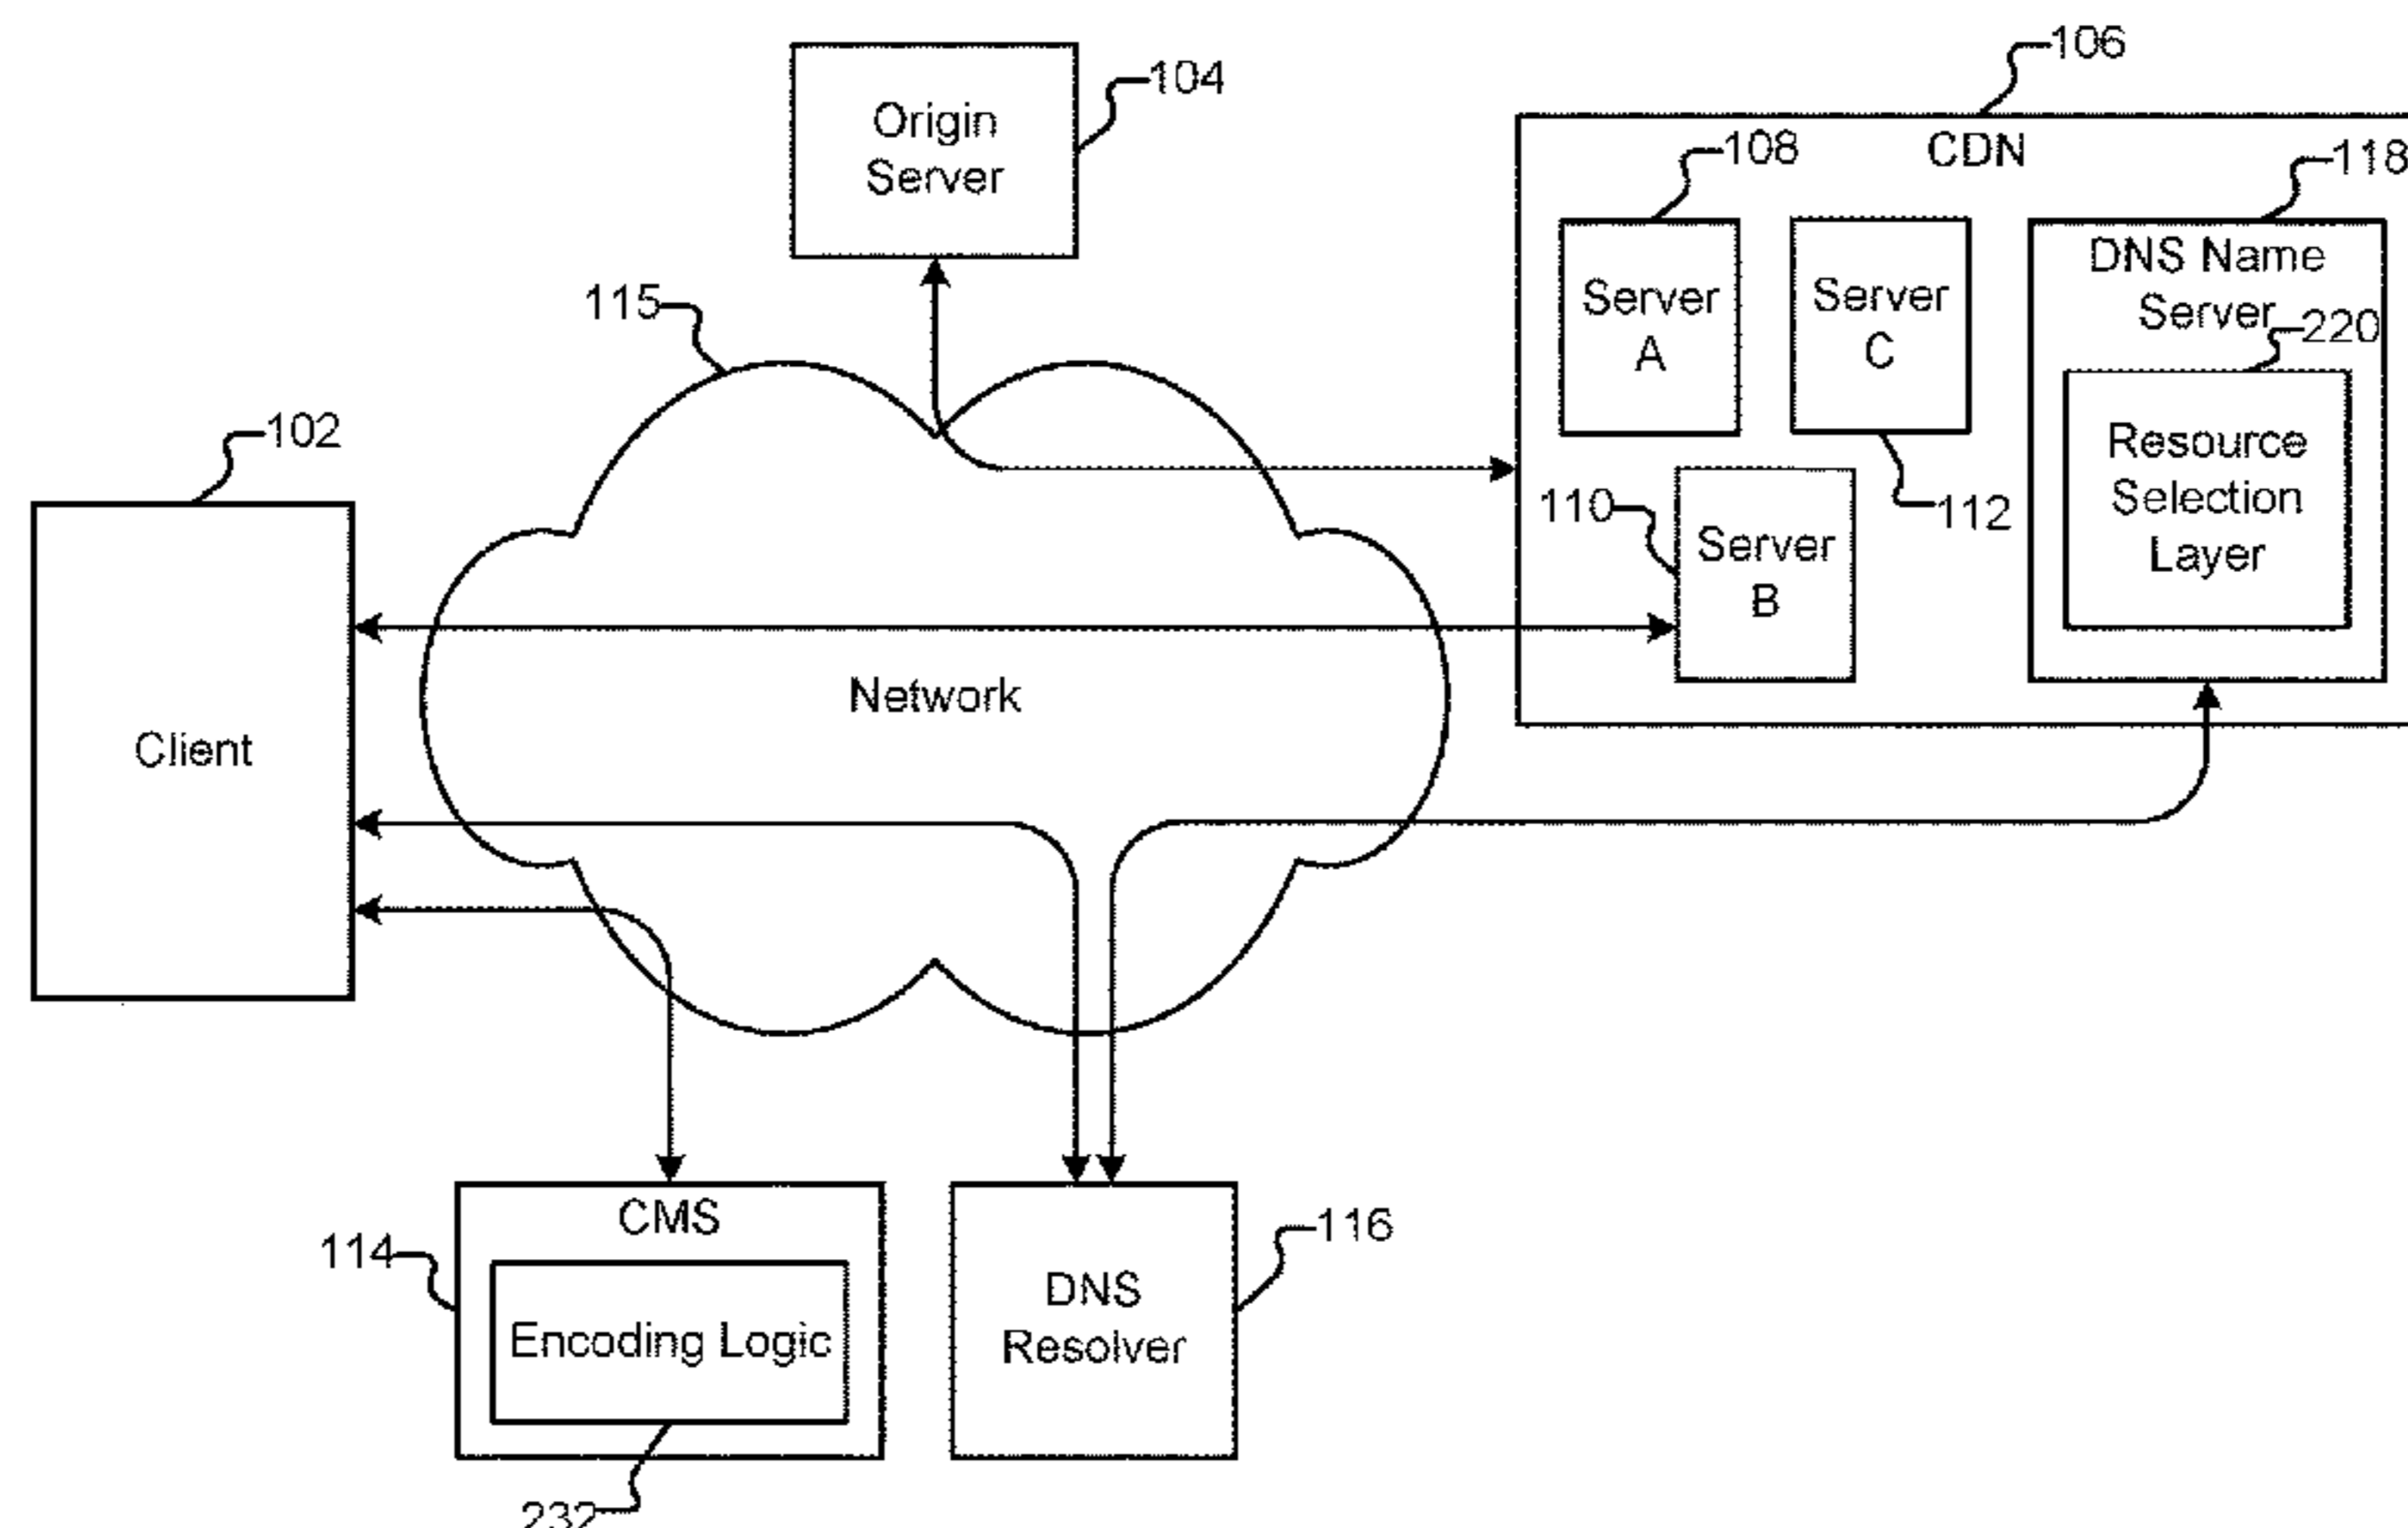 106
104
Origin
Server
CDN
108
118
DNS Name
Server
220
Server
A
Server
C
115
102
Resource
Selection
Layer
110
112
Server
B
Network
Client
CMS
114
Encoding Logic
116
DNS
Resolver
232